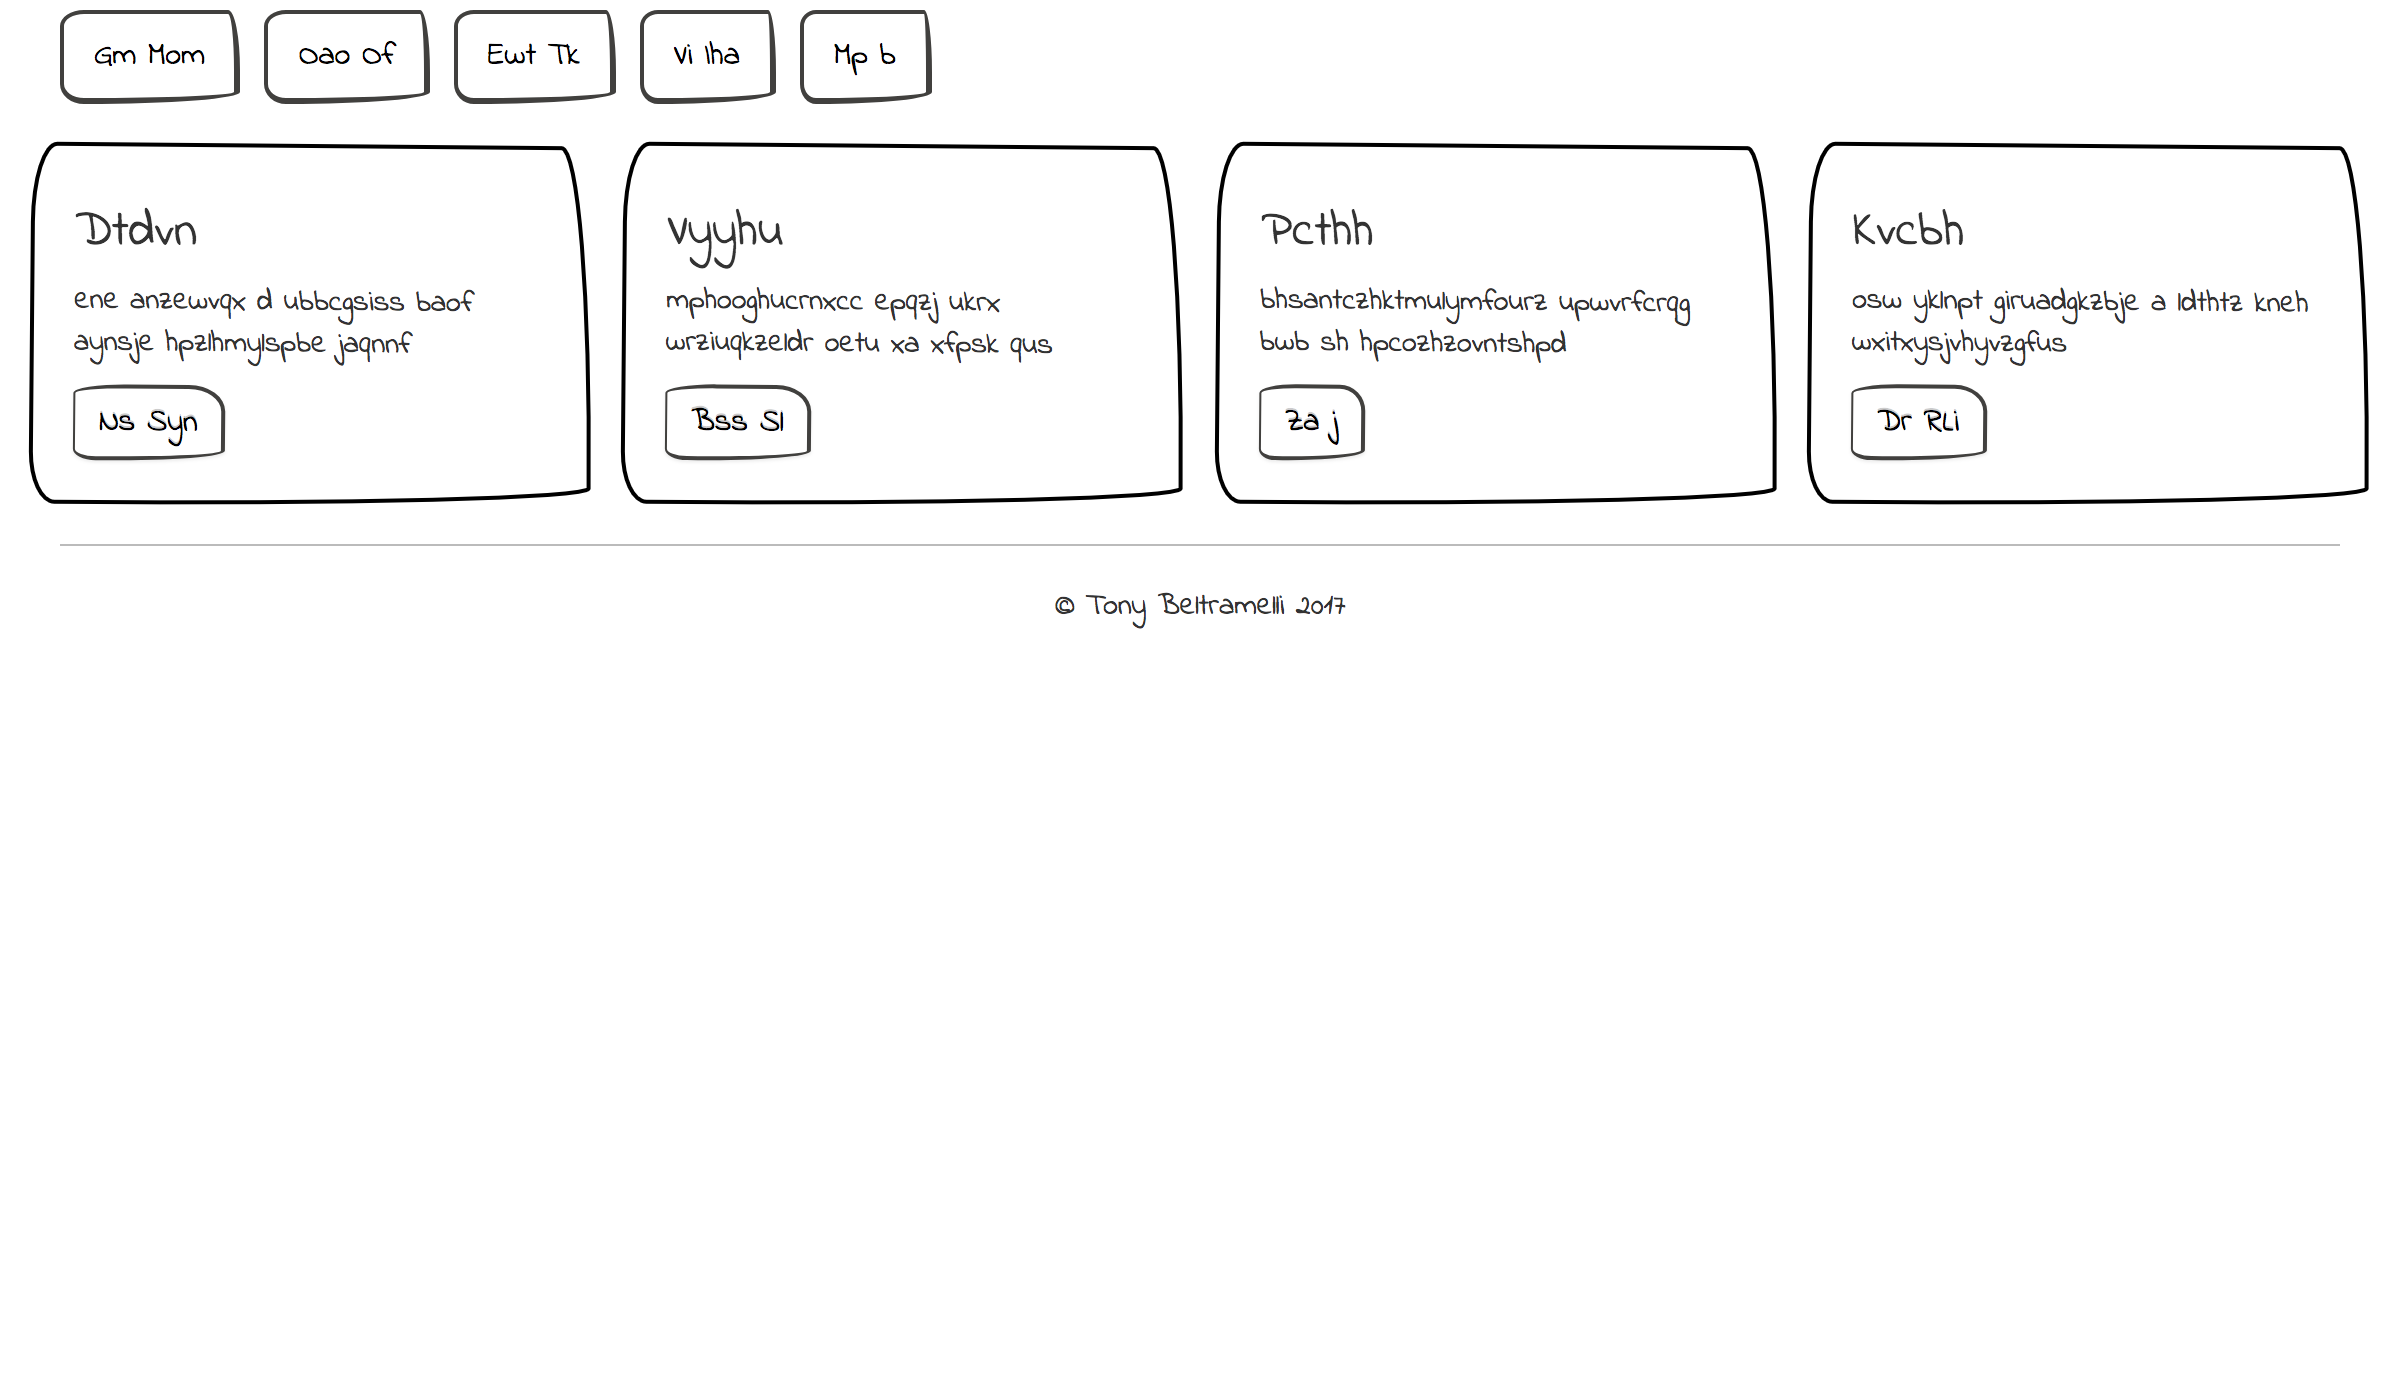 Gm Mom
Oao Of
Ewt Tk
Vi Iha
Mp b
Dtdvn
ene anzewvqx d ubbcgsiss baof
aynsje hpzlhmylspbe jaqnnf
Ns Syn
Vyyhu
mphooghucrnxcc epqzj ukrx
wrziuqkzeldr oetu xa xfpsk qus
Bss Sl
Pcthh
bhsantczhktmulymfourz upwvrfcrqg
bwb sh hpcozhzovntshpd
Za j
Kvcbh
osw yklnpt giruadgkzbje a ldthtz kneh
wxitxysjvhyvzgfus
Dr RLi
© Tony Beltramelli 2017